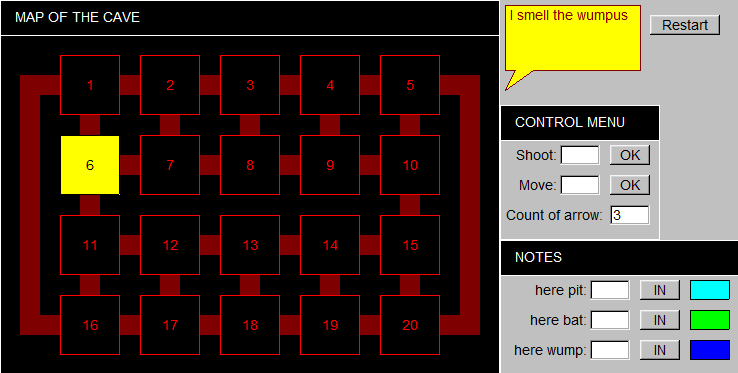 MAP OF THE CAVE
1 2 3 4 5
6 7 8 9 10
11 12 13 14 15
16 17 18 19 20
I smell the wumpus
Restart
CONTROL MENU
Shoot: OK
Move: OK
Count of arrow: 3
NOTES
here pit: IN
here bat: IN
here wump: IN